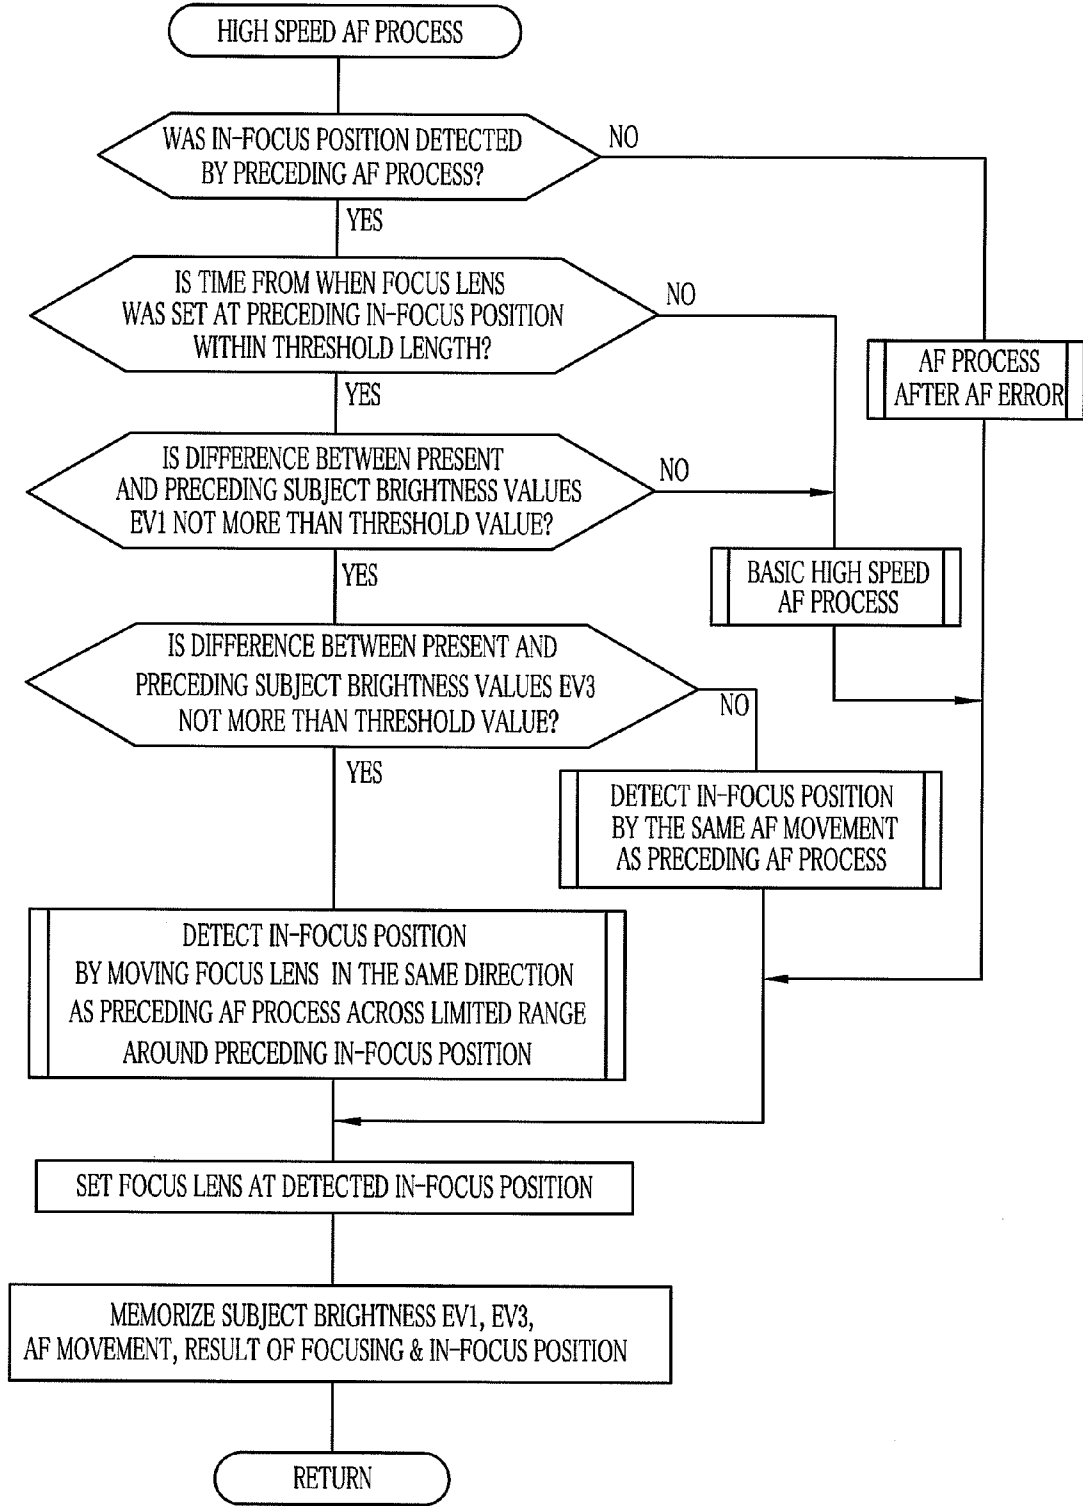 HIGH SPEED AF PROCESS
WAS IN-FOCUS POSITION DETECTED
BY PRECEDING AF PROCESS?
NO
YES
IS TIME FROM WHEN FOCUS LENS
WAS SET AT PRECEDING IN-FOCUS POSITION
WITHIN THRESHOLD LENGTH?
NO
YES
AF PROCESS
AFTER AF ERROR
IS DIFFERENCE BETWEEN PRESENT
AND PRECEDING SUBJECT BRIGHTNESS VALUES
EV1 NOT MORE THAN THRESHOLD VALUE?
NO
YES
BASIC HIGH SPEED
AF PROCESS
IS DIFFERENCE BETWEEN PRESENT AND
PRECEDING SUBJECT BRIGHTNESS VALUES EV3
NOT MORE THAN THRESHOLD VALUE?
NO
YES
DETECT IN-FOCUS POSITION
BY THE SAME AF MOVEMENT
AS PRECEDING AF PROCESS
DETECT IN-FOCUS POSITION
BY MOVING FOCUS LENS IN THE SAME DIRECTION
AS PRECEDING AF PROCESS ACROSS LIMITED RANGE
AROUND PRECEDING IN-FOCUS POSITION
SET FOCUS LENS AT DETECTED IN-FOCUS POSITION
MEMORIZE SUBJECT BRIGHTNESS EV1, EV3,
AF MOVEMENT, RESULT OF FOCUSING & IN-FOCUS POSITION
RETURN